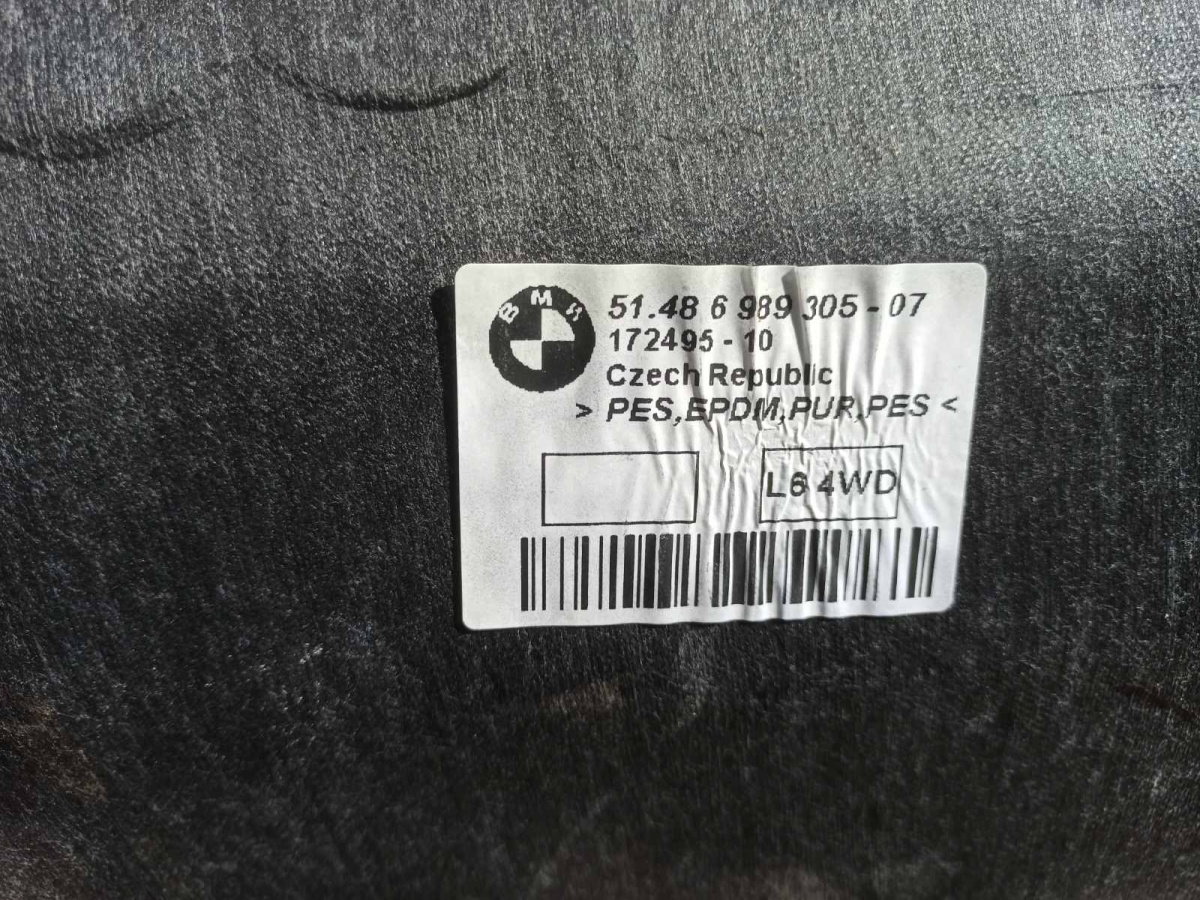 BMW
51.48 6 989 305 - 07
172495 - 10
Czech Republic
> PES,EPDM,PUR,PES <
L6 4WD